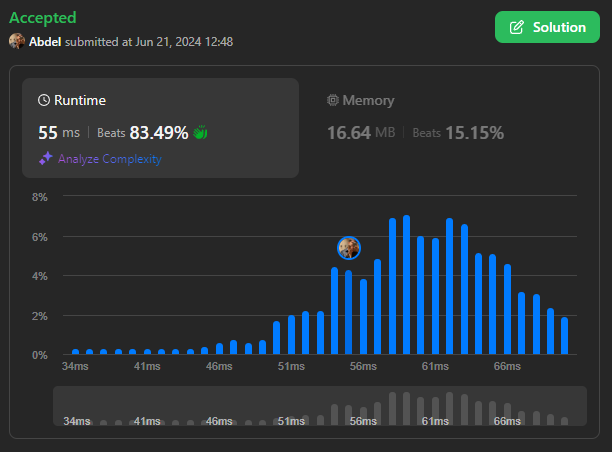 Accepted
Abdel submitted at Jun 21, 2024 12:48
Solution
Runtime
55 ms | Beats 83.49%
Analyze Complexity
Memory
16.64 MB | Beats 15.15%
8%
6%
4%
2%
0%
34ms 41ms 46ms 51ms 56ms 61ms 66ms
34ms 41ms 46ms 51ms 56ms 61ms 66ms